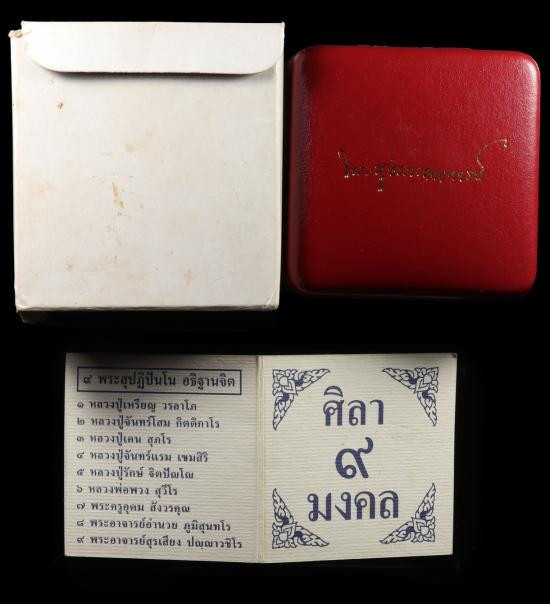 ๙ พระสุปฏิปันโน อธิฐานจิต
๑ หลวงปู่เหรียญ วรลาโภ
๒ หลวงปู่จันทร์โสม กิตติกาโร
๓ หลวงปู่เคน สุภโร
๔ หลวงปู่จันทร์แรม เขมสิริ
๕ หลวงปู่รักษ์ จิตปัญโญ
๖ หลวงพ่อพวง สุวีโร
๗ พระครูอุดม สังวรคุณ
๘ พระอาจารย์อำนวย ภูมิสุนทโร
๙ พระอาจารย์สุรเสียง ปญฺญาวชิโร
ศิลา
๙
มงคล